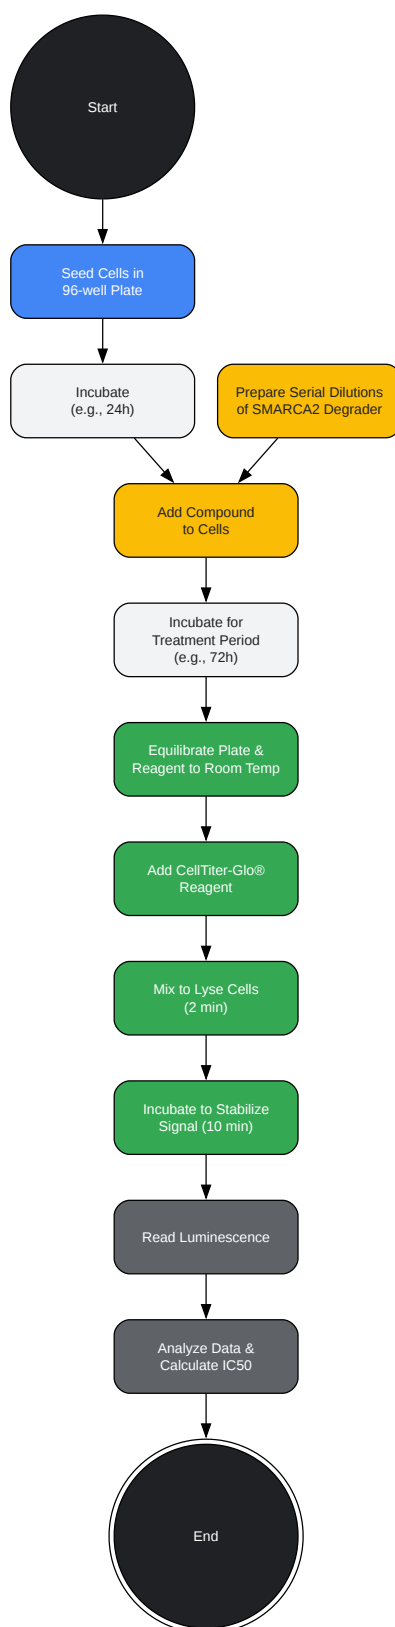 Start
Seed Cells in
96-well Plate
Incubate
(e.g., 24h)
Prepare Serial Dilutions
of SMARCA2 Degrader
Add Compound
to Cells
Incubate for
Treatment Period
(e.g., 72h)
Equilibrate Plate &
Reagent to Room Temp
Add CellTiter-Glo®
Reagent
Mix to Lyse Cells
(2 min)
Incubate to Stabilize
Signal (10 min)
Read Luminescence
Analyze Data &
Calculate IC50
End